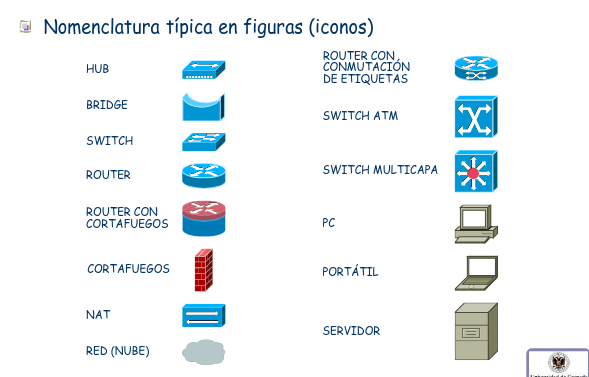 Nomenclatura típica en figuras (iconos)
HUB
BRIDGE
SWITCH
ROUTER
ROUTER CON
CORTAFUEGOS
CORTAFUEGOS
NAT
RED (NUBE)
ROUTER CON
CONMUTACIÓN
DE ETIQUETAS
SWITCH ATM
SWITCH MULTICAPA
PC
PORTÁTIL
SERVIDOR